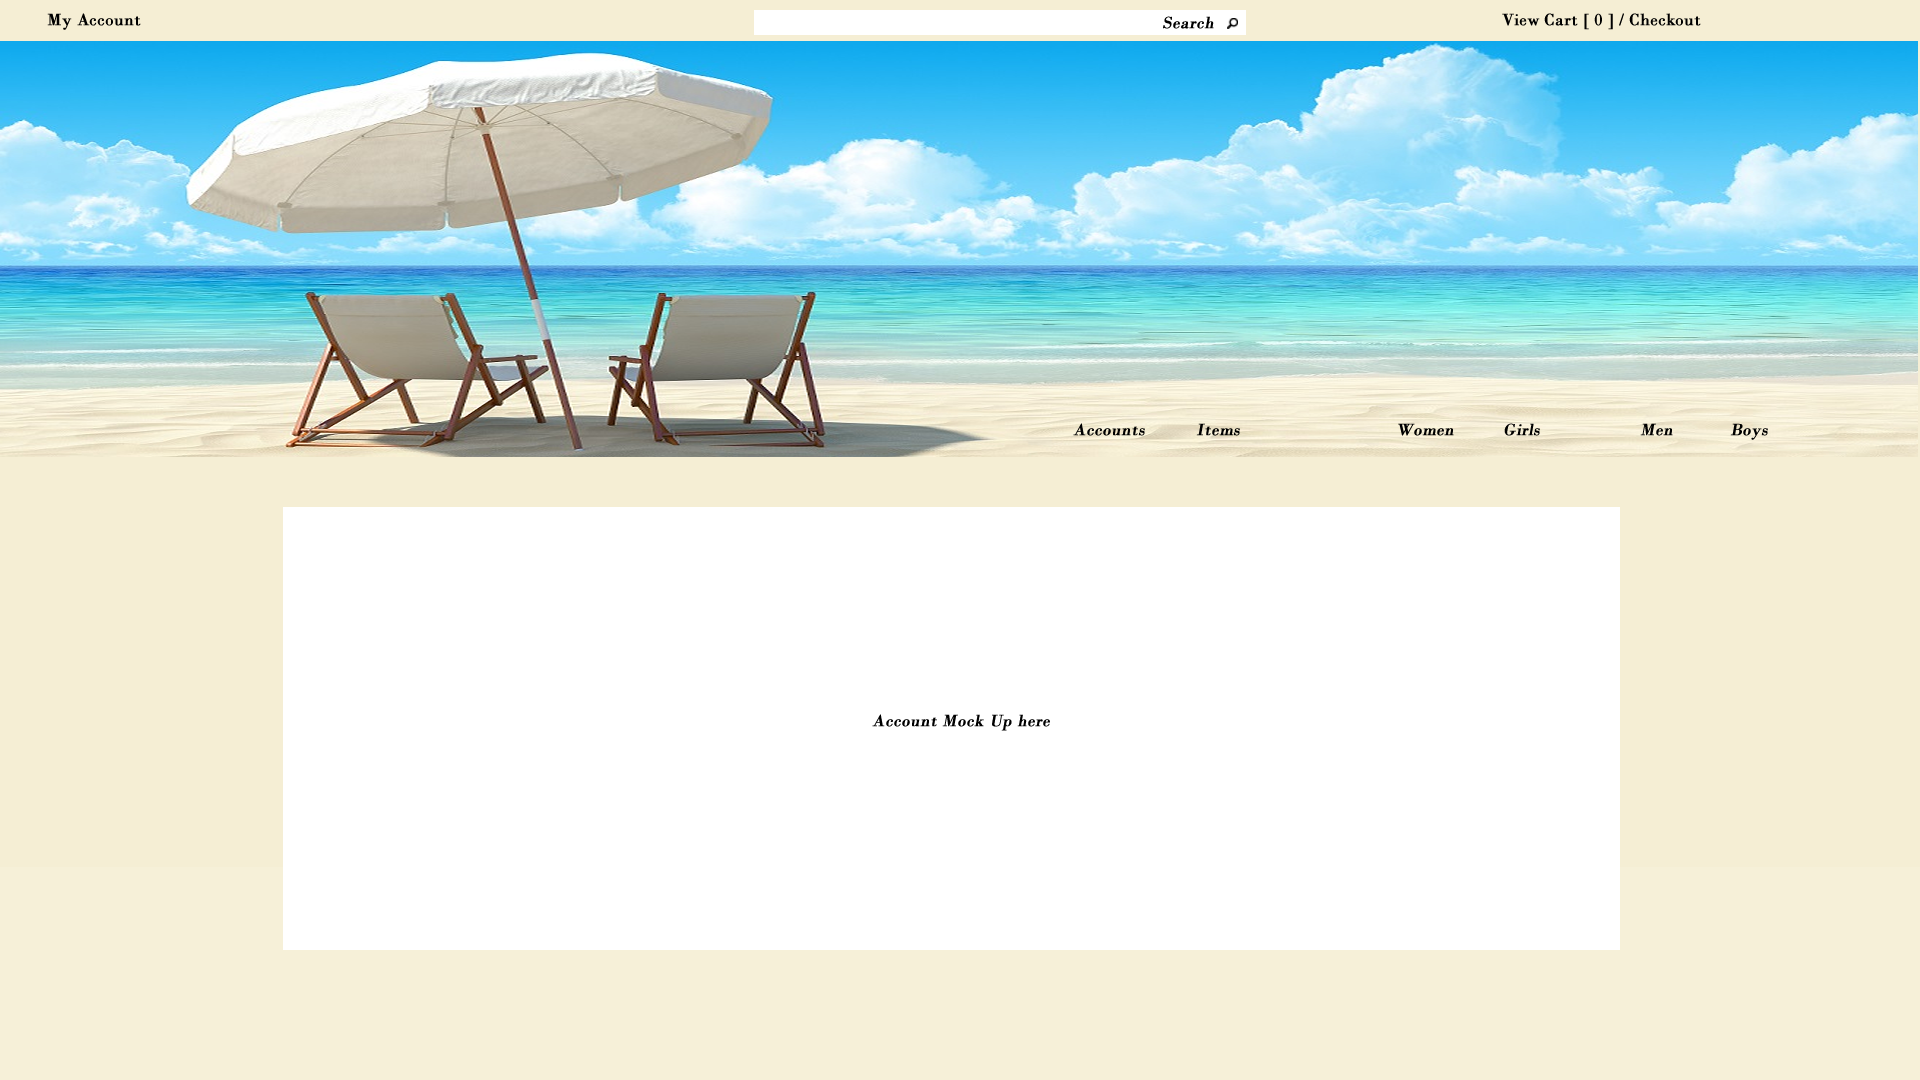 My Account
Search
View Cart [ 0 ] / Checkout
Accounts Items Women Girls Men Boys
Account Mock Up here